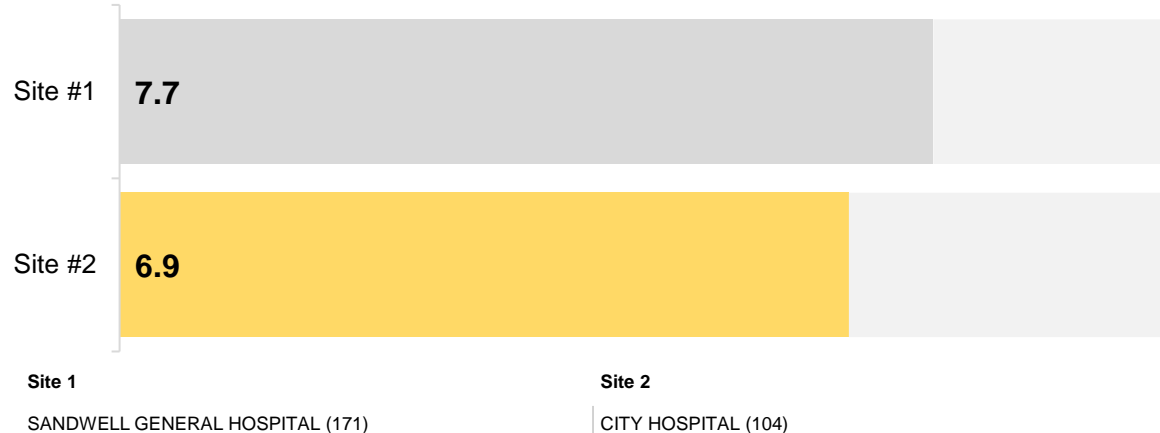 Site #1 7.7
Site #2 6.9
Site 1 Site 2
SANDWELL GENERAL HOSPITAL (171) CITY HOSPITAL (104)